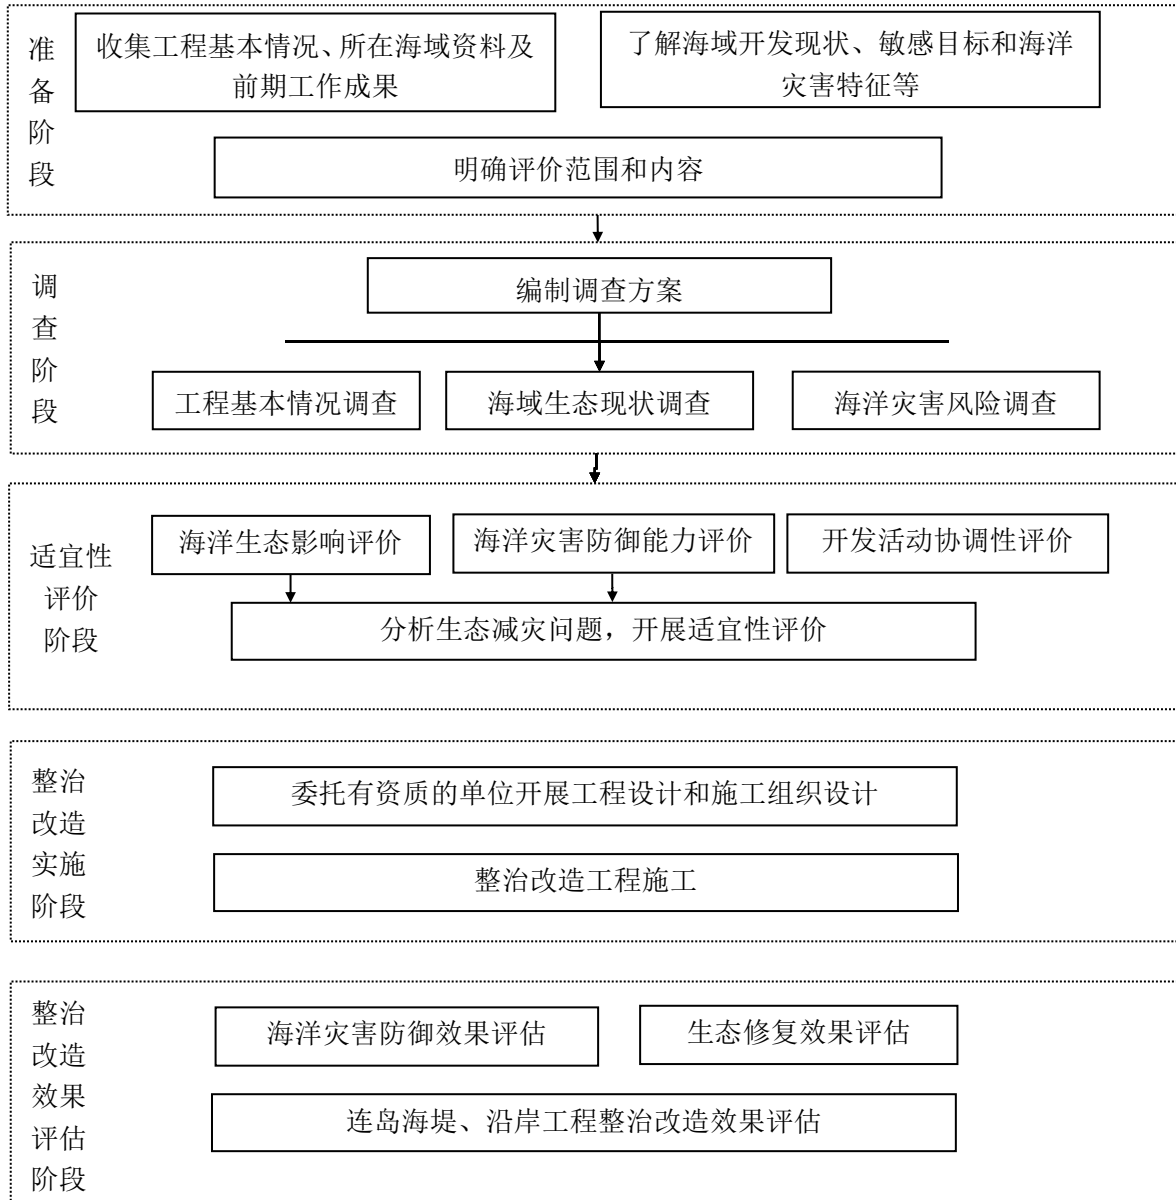 准
备
阶
段
收集工程基本情况、所在海域资料及
前期工作成果
了解海域开发现状、敏感目标和海洋
灾害特征等
明确评价范围和内容
调
查
阶
段
编制调查方案
工程基本情况调查
海域生态现状调查
海洋灾害风险调查
适宜性
评价
阶段
海洋生态影响评价
海洋灾害防御能力评价
开发活动协调性评价
分析生态减灾问题，开展适宜性评价
整治
改造
实施
阶段
委托有资质的单位开展工程设计和施工组织设计
整治改造工程施工
整治
改造
效果
评估
阶段
海洋灾害防御效果评估
生态修复效果评估
连岛海堤、沿岸工程整治改造效果评估